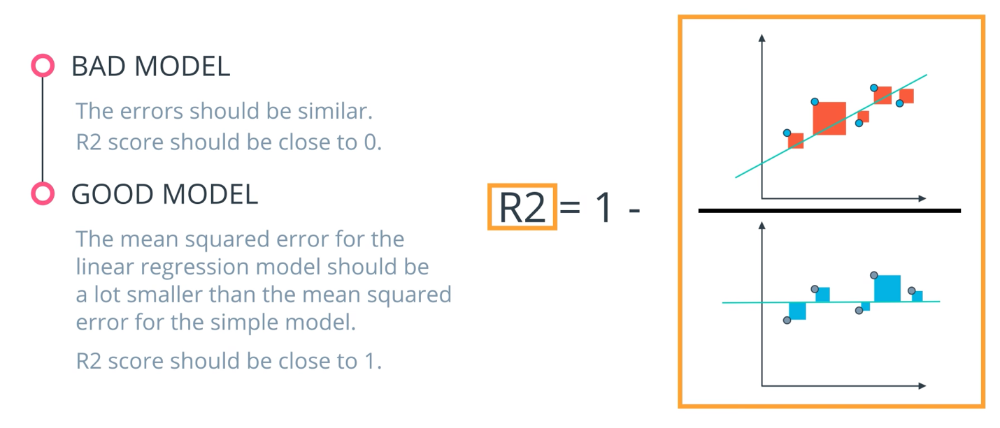 BAD MODEL
The errors should be similar.
R2 score should be close to 0.
GOOD MODEL
The mean squared error for the
linear regression model should be
a lot smaller than the mean squared
error for the simple model.
R2 score should be close to 1.
R2 = 1 -